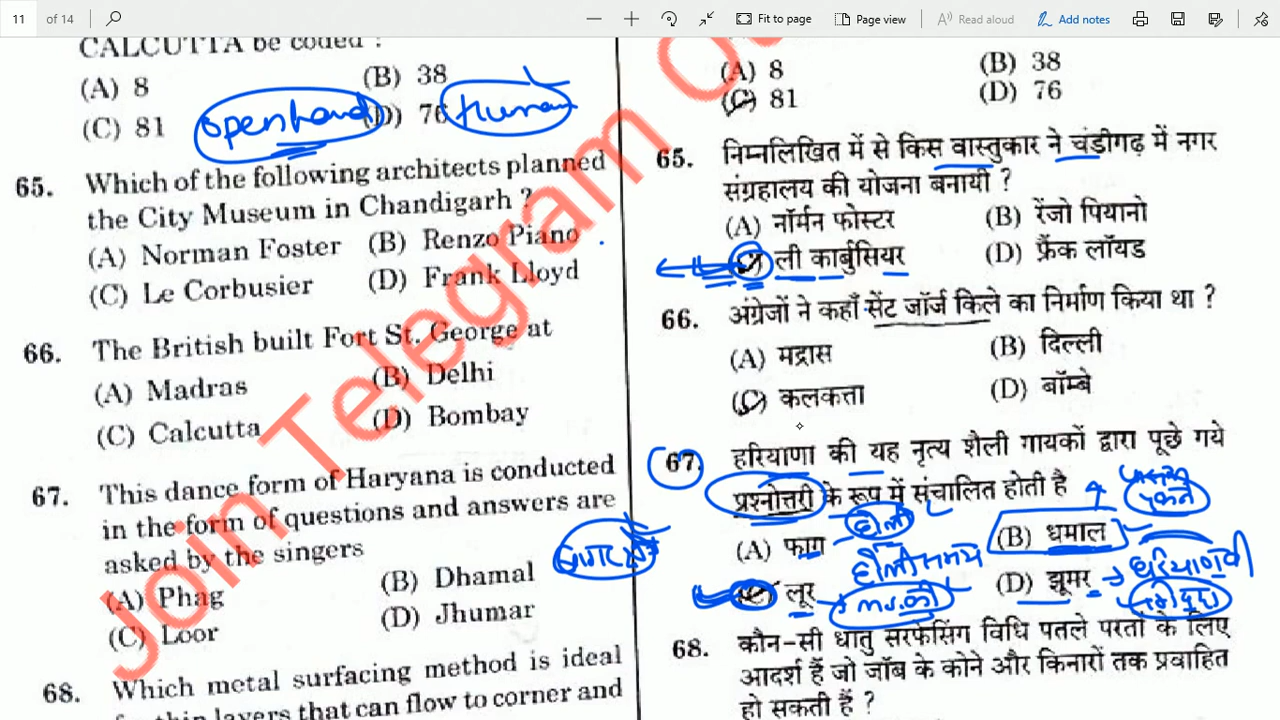 11 of 14
Fit to page
Page view
Read aloud
Add notes
CALCUTTA be coded ?
(A) 8
(B) 38
(C) 81
(D) 76
openhand
Human
65. Which of the following architects planned
the City Museum in Chandigarh ?
(A) Norman Foster (B) Renzo Piano
(C) Le Corbusier (D) Frank Lloyd
66. The British built Fort St. George at
(A) Madras (B) Delhi
(C) Calcutta (D) Bombay
67. This dance form of Haryana is conducted
in the form of questions and answers are
asked by the singers
(A) Phag (B) Dhamal
(C) Loor (D) Jhumar
68. Which metal surfacing method is ideal
for thin layers that can flow to corner and
(A) 8 (B) 38
81 (D) 76
65. निम्नलिखित में से किस वास्तुकार ने चंडीगढ़ में नगर
संग्रहालय की योजना बनायी ?
(A) नॉर्मन फोस्टर (B) रेंजो पियानो
ली कार्बुसियर (D) फ्रैंक लॉयड
66. अंग्रेजों ने कहाँ सेंट जॉर्ज किले का निर्माण किया था ?
(A) मद्रास (B) दिल्ली
कलकत्ता (D) बॉम्बे
67. हरियाणा की यह नृत्य शैली गायकों द्वारा पूछे गये
प्रश्नोत्तरी के रूप में संचालित होती है
(A) फाग (B) धमाल
लूर (D) झूमर
होली
होली समय
हरियाणवी
68. कौन-सी धातु सरफेसिंग विधि पतले परतों के लिए
आदर्श हैं जो जॉब के कोने और किनारों तक प्रवाहित
हो सकती हैं ?
Join Telegram